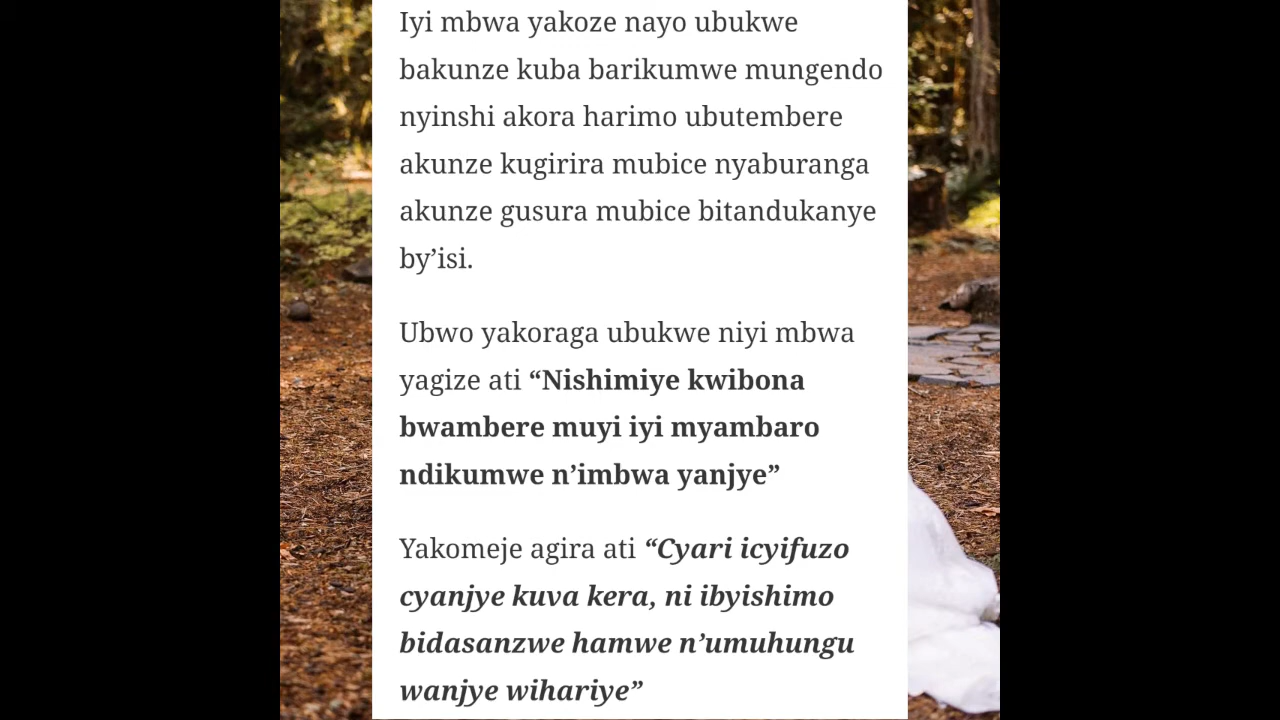 Iyi mbwa yakoze nayo ubukwe
bakunze kuba barikumwe mungendo
nyinshi akora harimo ubutembere
akunze kugirira mubice nyaburanga
akunze gusura mubice bitandukanye
by’isi.
Ubwo yakoraga ubukwe niyi mbwa
yagize ati “Nishimiye kwibona
bwambere muyi iyi myambaro
ndikumwe n’imbwa yanjye”
Yakomeje agira ati “Cyari icyifuzo
cyanjye kuva kera, ni ibyishimo
bidasanzwe hamwe n’umuhungu
wanjye wihariye”